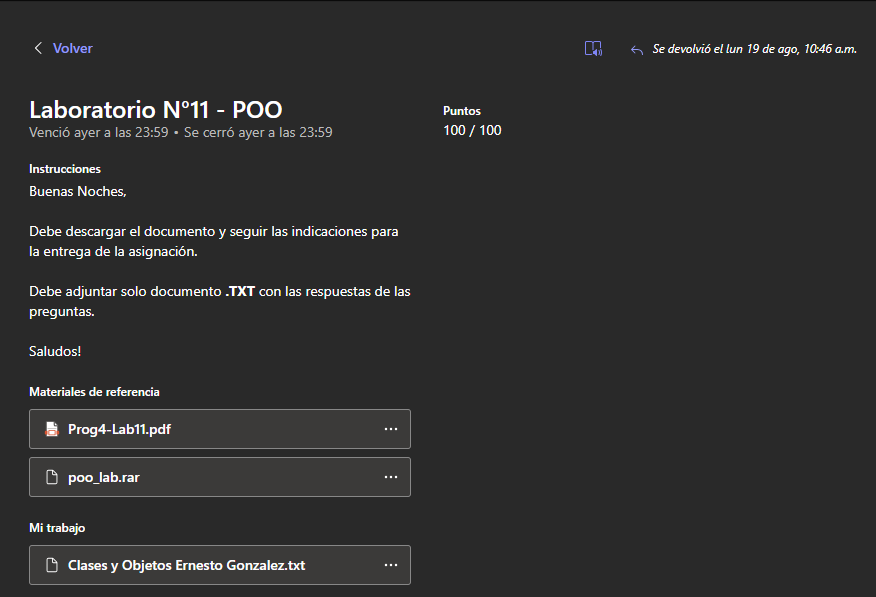 Volver
Se devolvió el lun 19 de ago, 10:46 a.m.
Laboratorio N°11 - POO
Venció ayer a las 23:59 • Se cerró ayer a las 23:59
Puntos
100 / 100
Instrucciones
Buenas Noches,
Debe descargar el documento y seguir las indicaciones para
la entrega de la asignación.
Debe adjuntar solo documento .TXT con las respuestas de las
preguntas.
Saludos!
Materiales de referencia
Prog4-Lab11.pdf
poo_lab.rar
Mi trabajo
Clases y Objetos Ernesto Gonzalez.txt